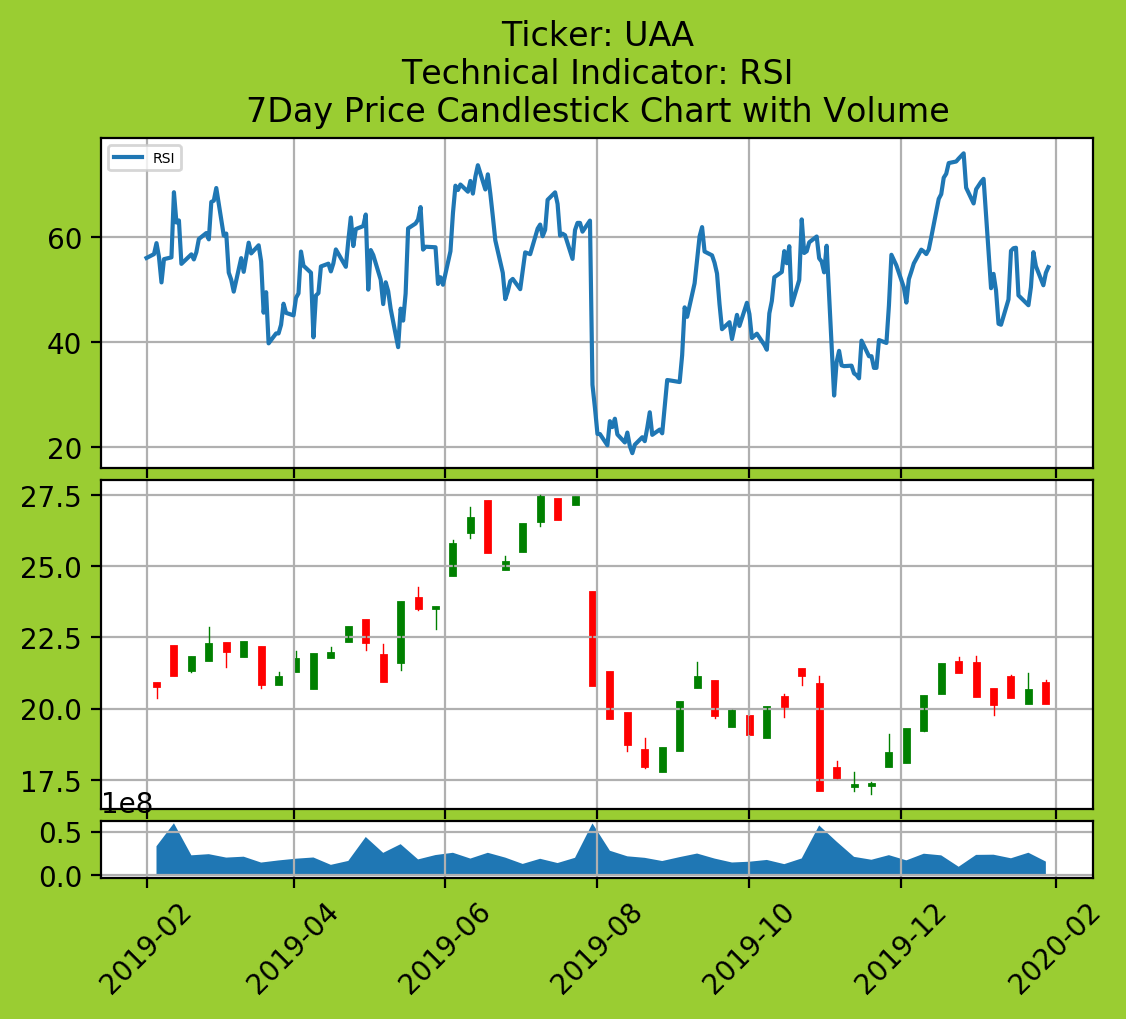 Ticker: UAA
Technical Indicator: RSI
7Day Price Candlestick Chart with Volume
RSI
60
40
20
27.5
25.0
22.5
20.0
17.5
1e8
0.5
0.0
2019-02 2019-04 2019-06 2019-08 2019-10 2019-12 2020-02